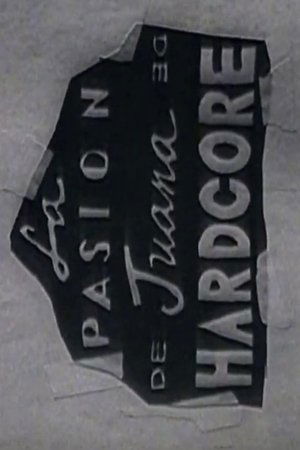 La
PASION
DE Juana DE
HARDCORE